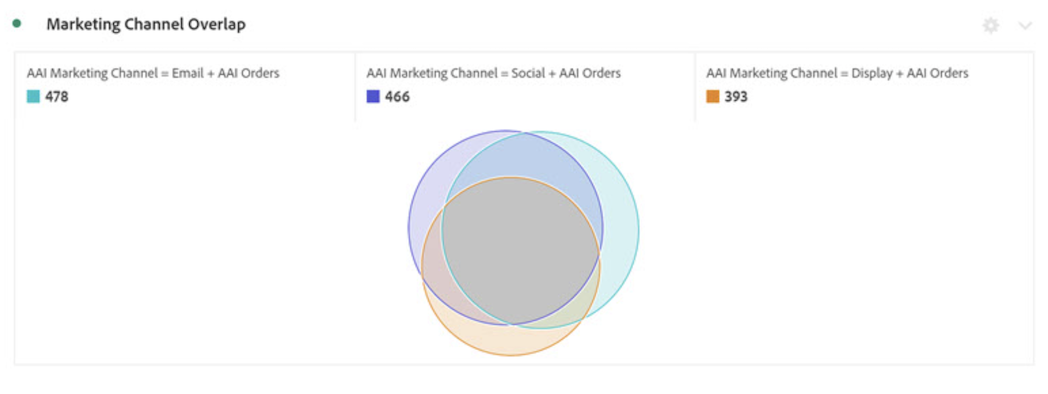 Marketing Channel Overlap
AAI Marketing Channel = Email + AAI Orders
478
AAI Marketing Channel = Social + AAI Orders
466
AAI Marketing Channel = Display + AAI Orders
393